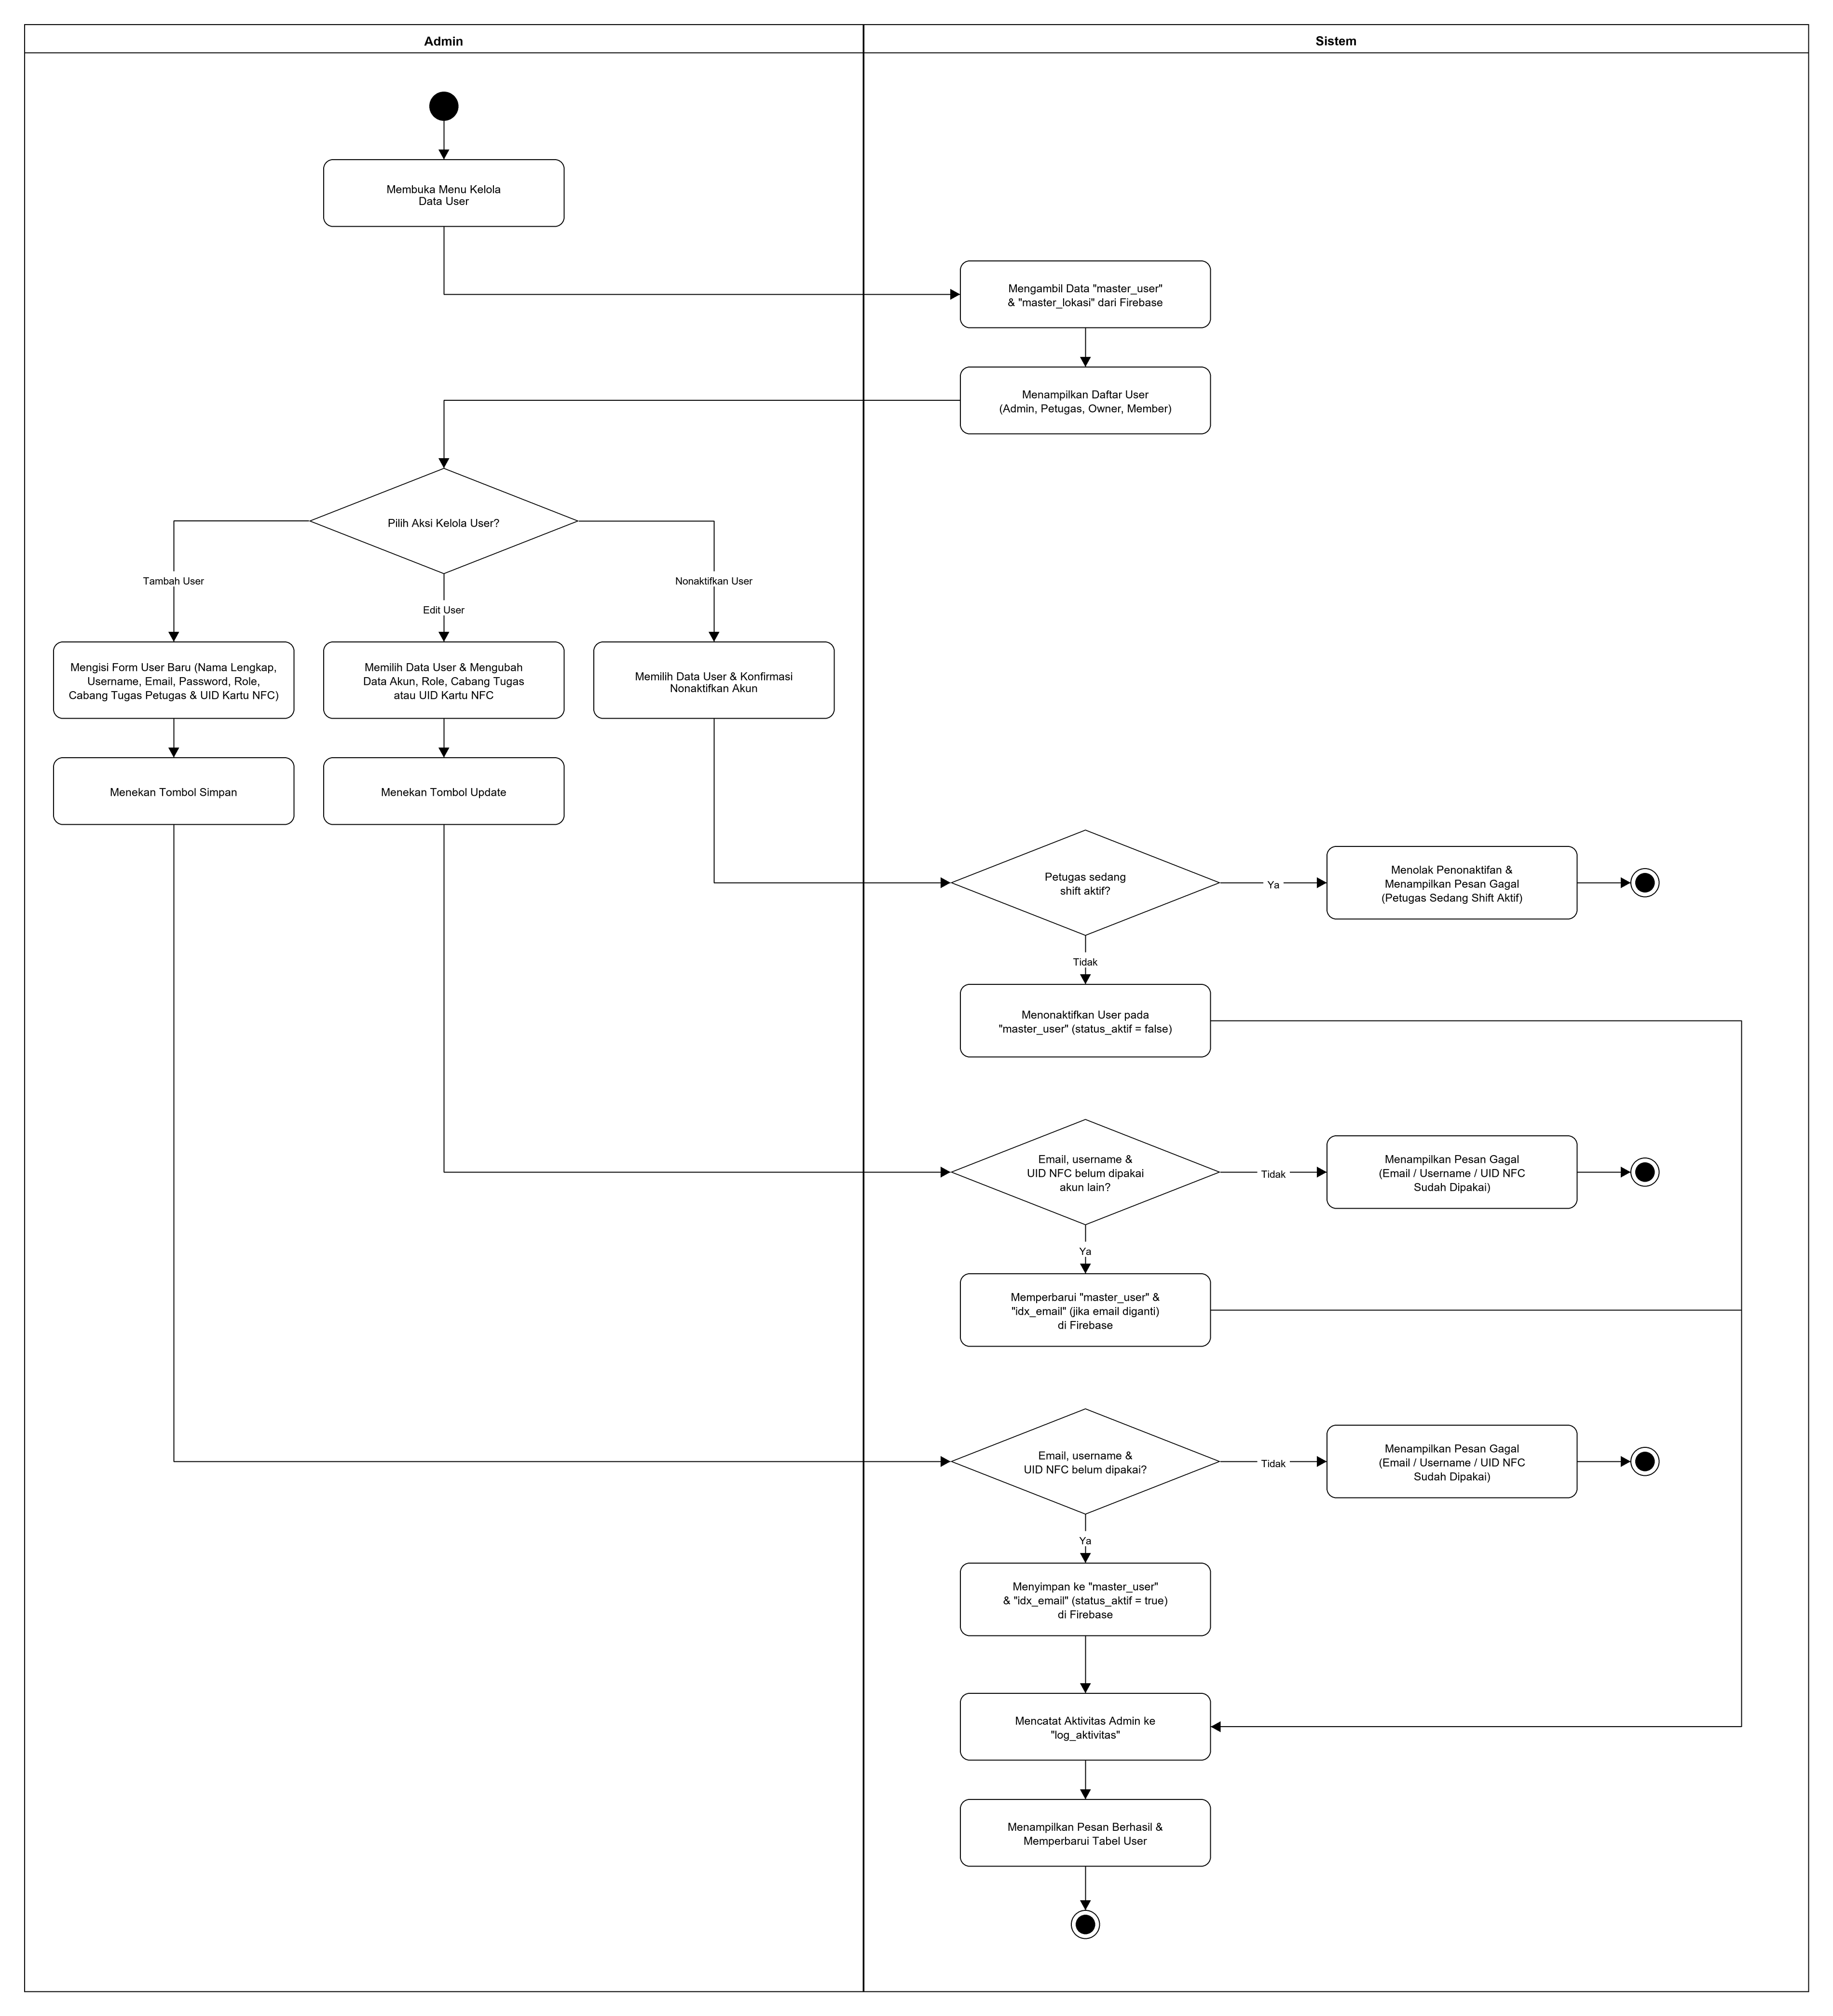 Admin
Sistem
Membuka Menu Kelola
Data User
Mengambil Data "master_user"
& "master_lokasi" dari Firebase
Menampilkan Daftar User
(Admin, Petugas, Owner, Member)
Pilih Aksi Kelola User?
Tambah User
Edit User
Nonaktifkan User
Mengisi Form User Baru (Nama Lengkap,
Username, Email, Password, Role,
Cabang Tugas Petugas & UID Kartu NFC)
Memilih Data User & Mengubah
Data Akun, Role, Cabang Tugas
atau UID Kartu NFC
Memilih Data User & Konfirmasi
Nonaktifkan Akun
Menekan Tombol Simpan
Menekan Tombol Update
Petugas sedang
shift aktif?
Ya
Menolak Penonaktifan &
Menampilkan Pesan Gagal
(Petugas Sedang Shift Aktif)
Tidak
Menonaktifkan User pada
"master_user" (status_aktif = false)
Email, username &
UID NFC belum dipakai
akun lain?
Tidak
Menampilkan Pesan Gagal
(Email / Username / UID NFC
Sudah Dipakai)
Ya
Memperbarui "master_user" &
"idx_email" (jika email diganti)
di Firebase
Email, username &
UID NFC belum dipakai?
Tidak
Menampilkan Pesan Gagal
(Email / Username / UID NFC
Sudah Dipakai)
Ya
Menyimpan ke "master_user"
& "idx_email" (status_aktif = true)
di Firebase
Mencatat Aktivitas Admin ke
"log_aktivitas"
Menampilkan Pesan Berhasil &
Memperbarui Tabel User